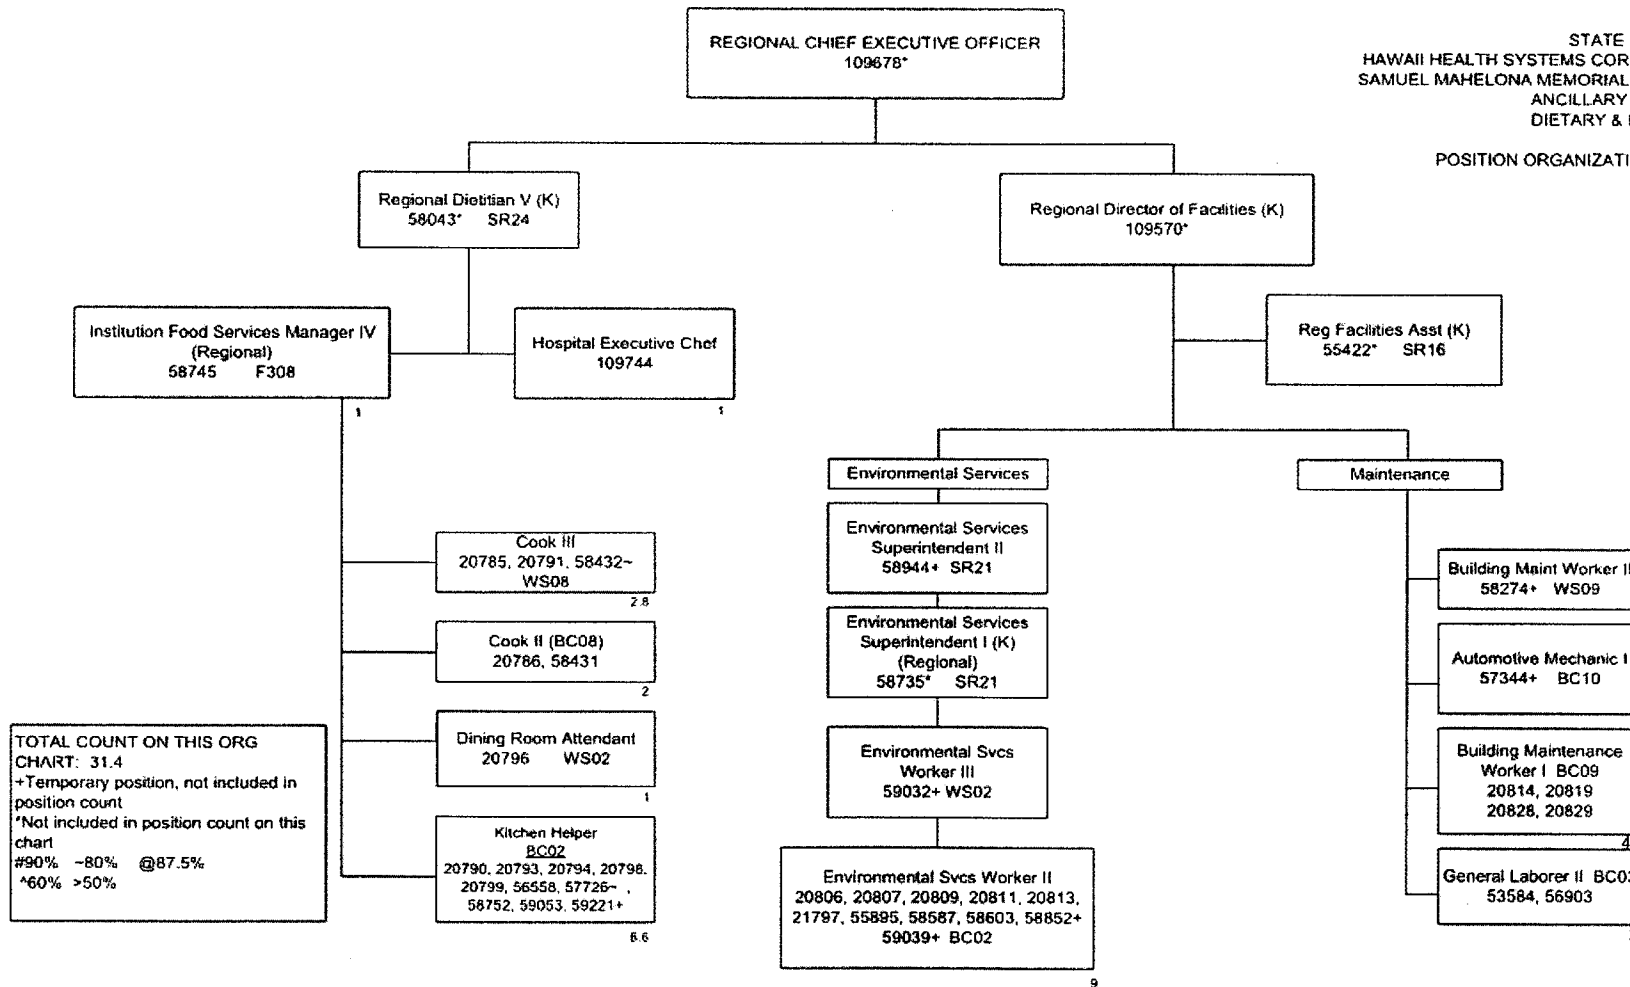 REGIONAL CHIEF EXECUTIVE OFFICER
109678*
STATE
HAWAII HEALTH SYSTEMS COR
SAMUEL MAHELONA MEMORIAL
ANCILLARY
DIETARY &
POSITION ORGANIZATI
Regional Dietitian V (K)
58043* SR24
Regional Director of Facilities (K)
109570*
Institution Food Services Manager IV
(Regional)
58745 F308
1
Hospital Executive Chef
109744
1
Reg Facilities Asst (K)
55422* SR16
Environmental Services
Maintenance
Cook III
20785, 20791, 58432~
WS08
2.8
Cook II (BC08)
20786, 58431
2
Dining Room Attendant
20796 WS02
1
Kitchen Helper
BC02
20790, 20793, 20794, 20798,
20799, 56558, 57726~ ,
58752, 59053, 59221+
Environmental Services
Superintendent II
58944+ SR21
Environmental Services
Superintendent I (K)
(Regional)
58735* SR21
Environmental Svcs
Worker III
59032+ WS02
Environmental Svcs Worker II
20806, 20807, 20809, 20811, 20813,
21797, 55895, 58587, 58603, 58852+
59039+ BC02
9
Building Maint Worker II
58274+ WS09
Automotive Mechanic I
57344+ BC10
Building Maintenance
Worker I BC09
20814, 20819
20828, 20829
4
General Laborer II BC03
53584, 56903
TOTAL COUNT ON THIS ORG
CHART: 31.4
+Temporary position, not included in
position count
*Not included in position count on this
chart
#90% ~80% @87.5%
^60% >50%